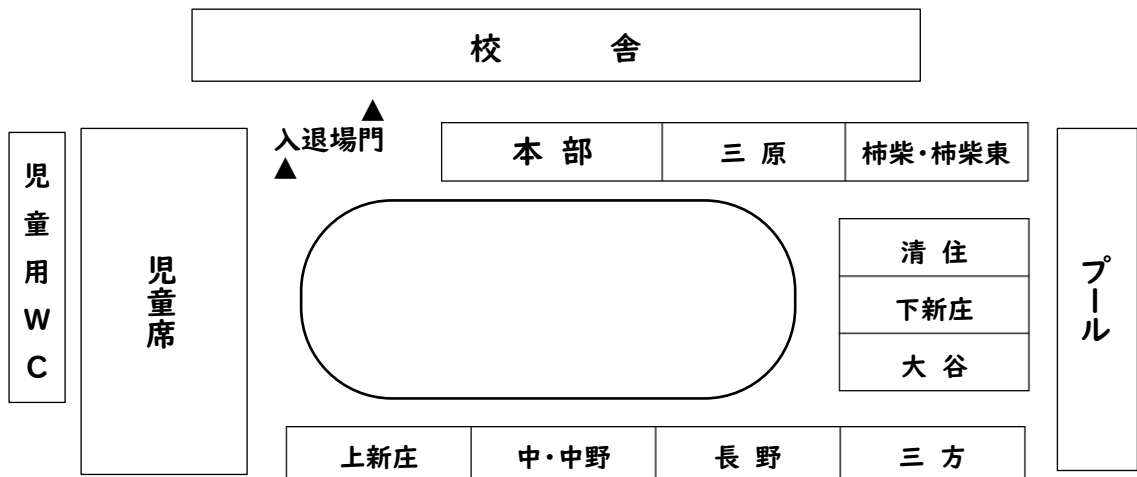 校 舎
入退場門
本 部
三 原
柿柴・柿柴東
児童用WC
児童席
清 住
下新庄
大 谷
プール
上新庄
中・中野
長 野
三 方